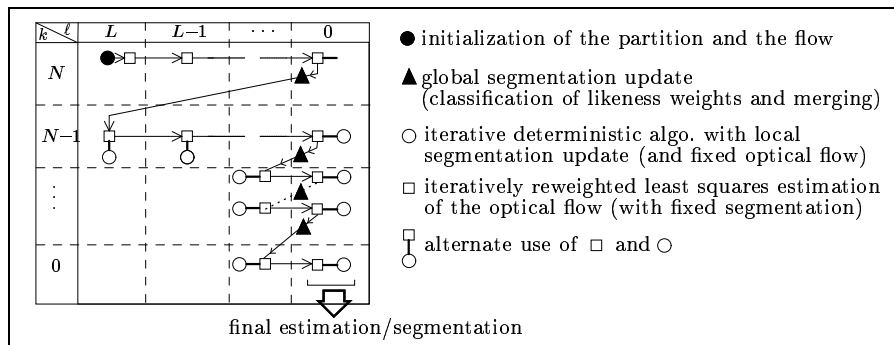 k ℓ L L−1 · · · 0
N
N−1
· · ·
0
final estimation/segmentation
initialization of the partition and the flow
global segmentation update
(classification of likeness weights and merging)
iterative deterministic algo. with local
segmentation update (and fixed optical flow)
iteratively reweighted least squares estimation
of the optical flow (with fixed segmentation)
alternate use of □ and ○